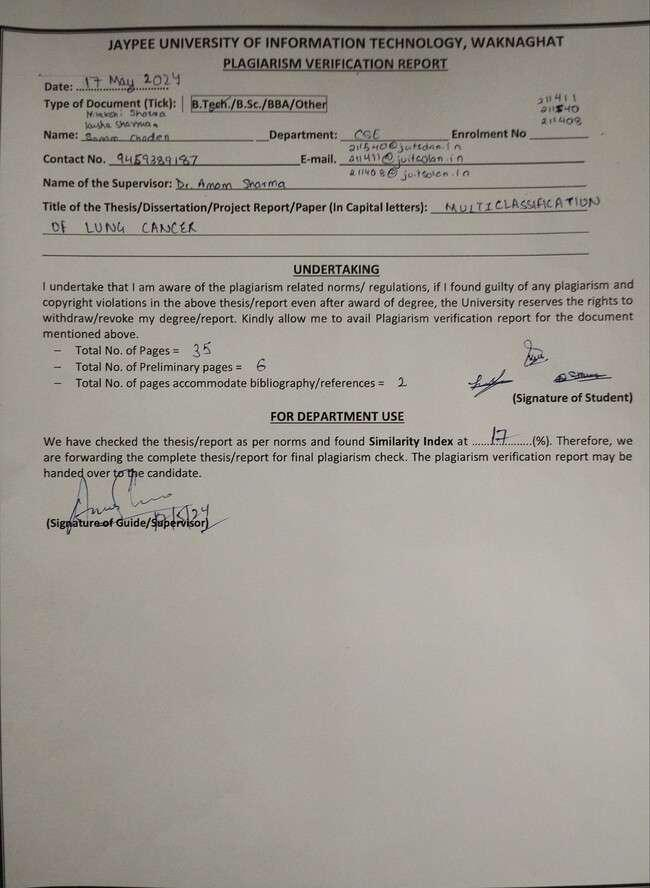 JAYPEE UNIVERSITY OF INFORMATION TECHNOLOGY, WAKNAGHAT
PLAGIARISM VERIFICATION REPORT
Date: 17 May 2024
Type of Document (Tick): B.Tech./B.Sc./BBA/Other
211411
211540
211408
Minakshi Sharma
Kusha Sharma
Name: Sonam Choden Department: CSE Enrolment No
211540@juitsolan.in
Contact No. 9459389187 E-mail. 211411@juitsolan.in
211408@juitsolan.in
Name of the Supervisor: Dr. Amam Sharma
Title of the Thesis/Dissertation/Project Report/Paper (In Capital letters): MULTICLASSIFICATION
OF LUNG CANCER
UNDERTAKING
I undertake that I am aware of the plagiarism related norms/ regulations, if I found guilty of any plagiarism and
copyright violations in the above thesis/report even after award of degree, the University reserves the rights to
withdraw/revoke my degree/report. Kindly allow me to avail Plagiarism verification report for the document
mentioned above.
− Total No. of Pages = 35
− Total No. of Preliminary pages = 6
− Total No. of pages accommodate bibliography/references = 2
(Signature of Student)
FOR DEPARTMENT USE
We have checked the thesis/report as per norms and found Similarity Index at ......17.........(%). Therefore, we
are forwarding the complete thesis/report for final plagiarism check. The plagiarism verification report may be
handed over to the candidate.
17/5/24
(Signature of Guide/Supervisor)